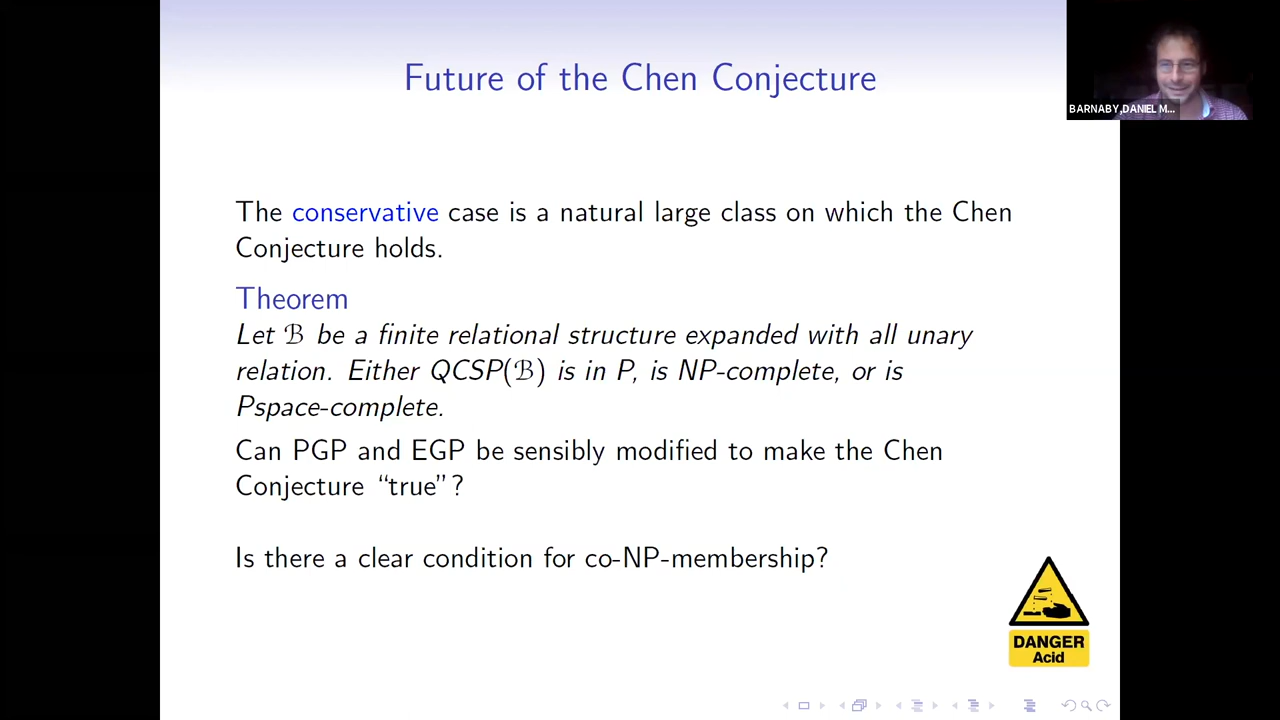 Future of the Chen Conjecture
BARNABY,DANIEL M...
The conservative case is a natural large class on which the Chen
Conjecture holds.
Theorem
Let ℬ be a finite relational structure expanded with all unary
relation. Either QCSP(ℬ) is in P, is NP-complete, or is
Pspace-complete.
Can PGP and EGP be sensibly modified to make the Chen
Conjecture “true”?
Is there a clear condition for co-NP-membership?
DANGER
Acid